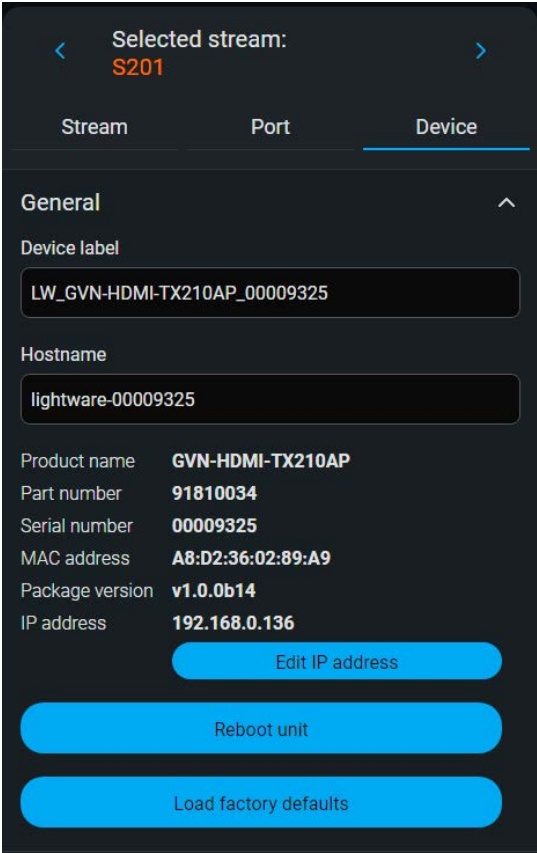 Selected stream:
S201
Stream Port Device
General
Device label
LW_GVN-HDMI-TX210AP_00009325
Hostname
lightware-00009325
Product name GVN-HDMI-TX210AP
Part number 91810034
Serial number 00009325
MAC address A8:D2:36:02:89:A9
Package version v1.0.0b14
IP address 192.168.0.136
Edit IP address
Reboot unit
Load factory defaults